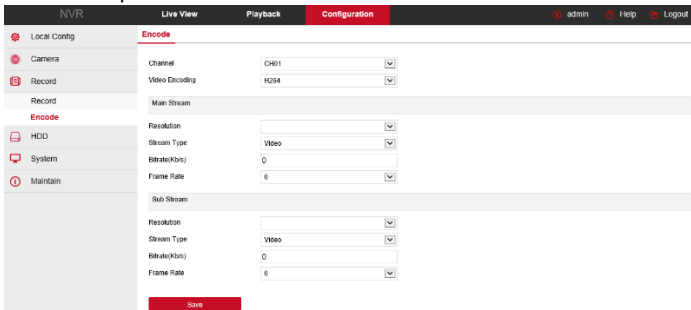 NVR Live View Playback Configuration admin Help Logout
Local Config
Camera
Record
Record
Encode
HDD
System
Maintain
Encode
Channel CH01
Video Encoding H264
Main Stream
Resolution
Stream Type Video
Bitrate(Kb/s) 0
Frame Rate 0
Sub Stream
Resolution
Stream Type Video
Bitrate(Kb/s) 0
Frame Rate 0
Save